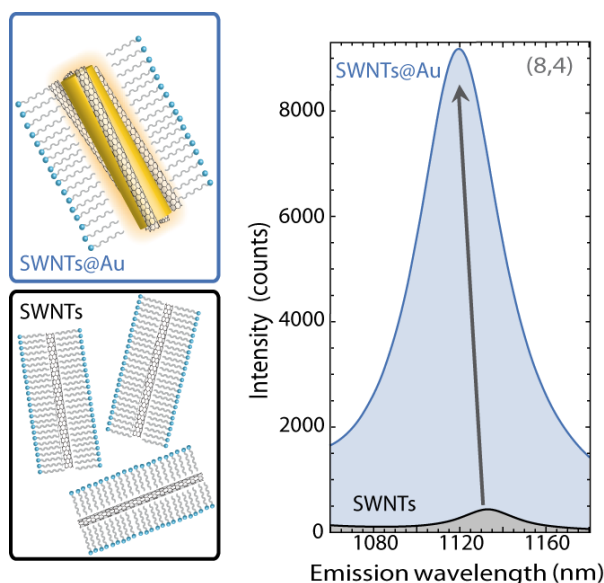 SWNTs@Au
SWNTs
SWNTs@Au
(8,4)
8000
6000
4000
2000
0
Intensity (counts)
SWNTs
1080
1120
1160
Emission wavelength (nm)